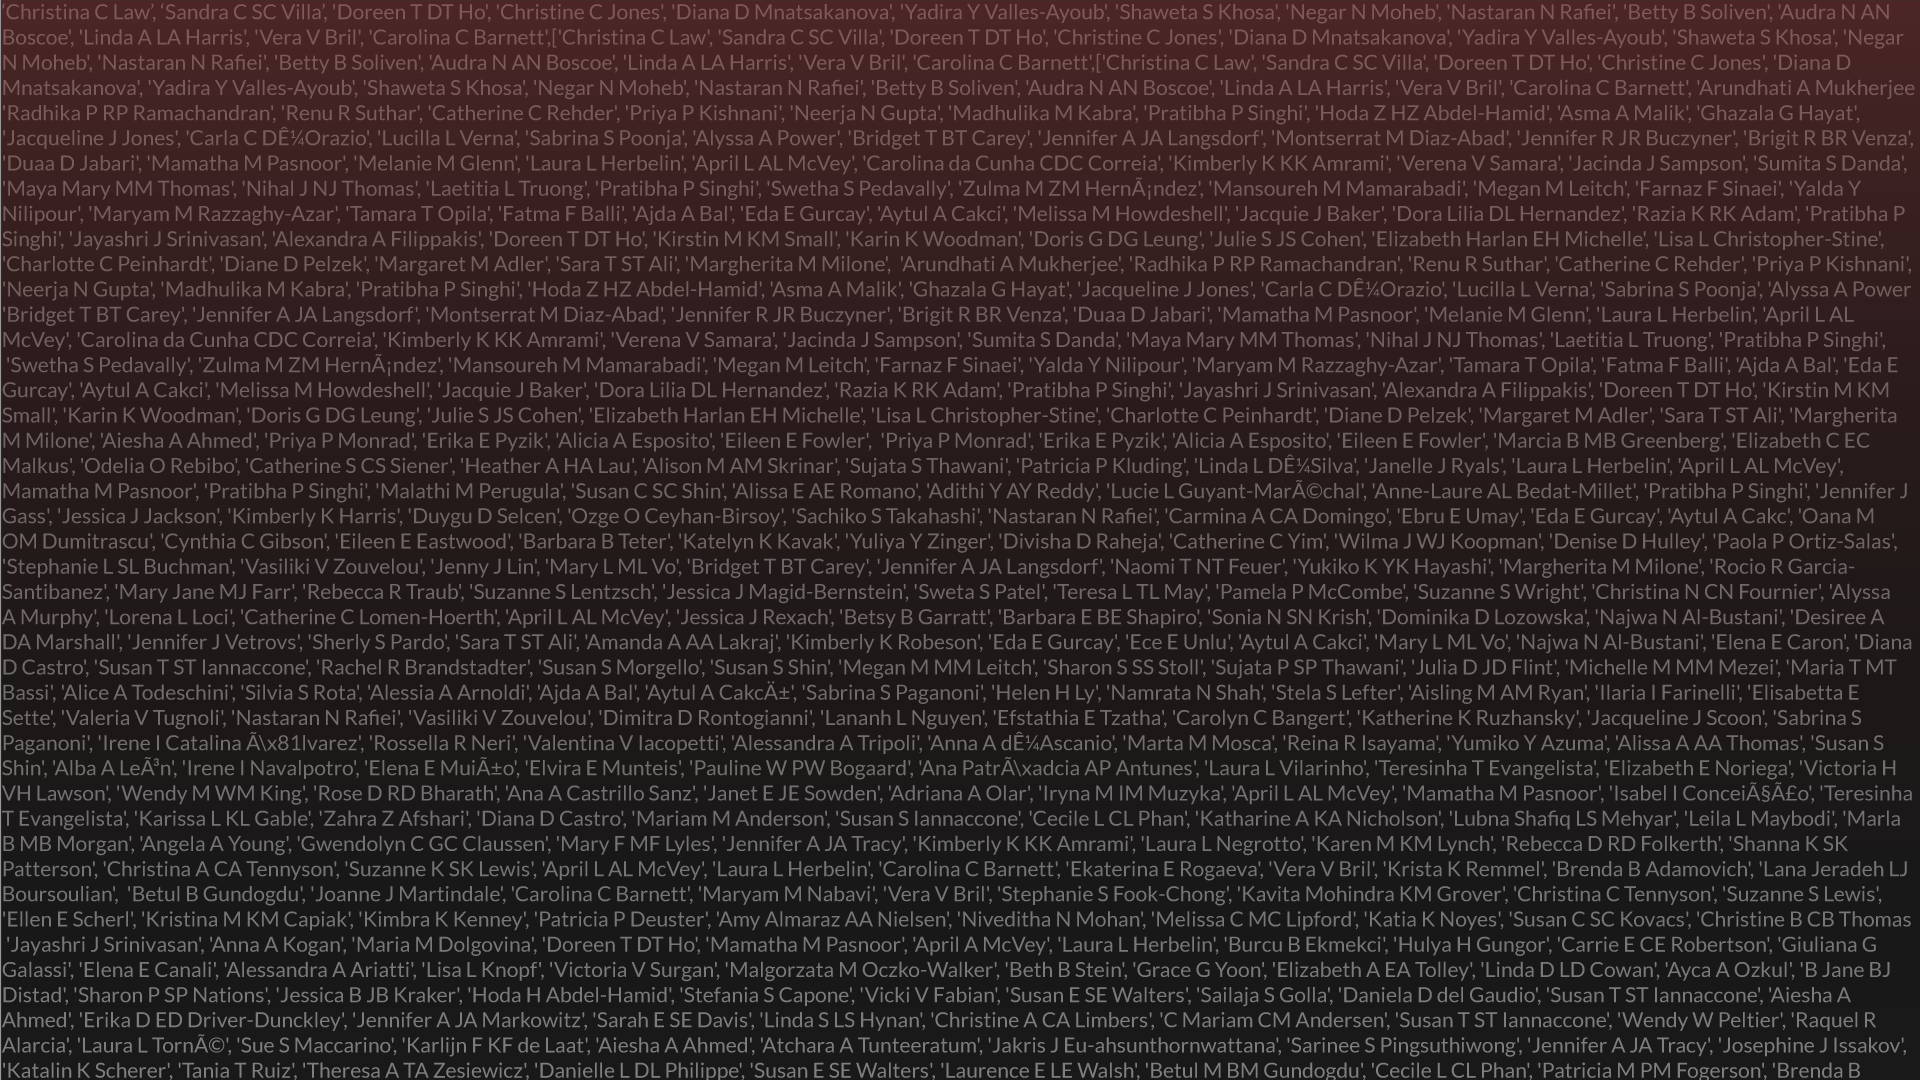 'Christina C Law', 'Sandra C SC Villa', 'Doreen T DT Ho', 'Christine C Jones', 'Diana D Mnatsakanova', 'Yadira Y Valles-Ayoub', 'Shaweta S Khosa', 'Negar N Moheb', 'Nastaran N Rafiei', 'Betty B Soliven', 'Audra N AN
Boscoe', 'Linda A LA Harris', 'Vera V Bril', 'Carolina C Barnett',['Christina C Law', 'Sandra C SC Villa', 'Doreen T DT Ho', 'Christine C Jones', 'Diana D Mnatsakanova', 'Yadira Y Valles-Ayoub', 'Shaweta S Khosa', 'Negar
N Moheb', 'Nastaran N Rafiei', 'Betty B Soliven', 'Audra N AN Boscoe', 'Linda A LA Harris', 'Vera V Bril', 'Carolina C Barnett',['Christina C Law', 'Sandra C SC Villa', 'Doreen T DT Ho', 'Christine C Jones', 'Diana D
Mnatsakanova', 'Yadira Y Valles-Ayoub', 'Shaweta S Khosa', 'Negar N Moheb', 'Nastaran N Rafiei', 'Betty B Soliven', 'Audra N AN Boscoe', 'Linda A LA Harris', 'Vera V Bril', 'Carolina C Barnett', 'Arundhati A Mukherjee
'Radhika P RP Ramachandran', 'Renu R Suthar', 'Catherine C Rehder', 'Priya P Kishnani', 'Neerja N Gupta', 'Madhulika M Kabra', 'Pratibha P Singhi', 'Hoda Z HZ Abdel-Hamid', 'Asma A Malik', 'Ghazala G Hayat',
'Jacqueline J Jones', 'Carla C DÊ¼Orazio', 'Lucilla L Verna', 'Sabrina S Poonja', 'Alyssa A Power', 'Bridget T BT Carey', 'Jennifer A JA Langsdorf', 'Montserrat M Diaz-Abad', 'Jennifer R JR Buczyner', 'Brigit R BR Venza',
'Duaa D Jabari', 'Mamatha M Pasnoor', 'Melanie M Glenn', 'Laura L Herbelin', 'April L AL McVey', 'Carolina da Cunha CDC Correia', 'Kimberly K KK Amrami', 'Verena V Samara', 'Jacinda J Sampson', 'Sumita S Danda',
'Maya Mary MM Thomas', 'Nihal J NJ Thomas', 'Laetitia L Truong', 'Pratibha P Singhi', 'Swetha S Pedavally', 'Zulma M ZM HernÃ¡ndez', 'Mansoureh M Mamarabadi', 'Megan M Leitch', 'Farnaz F Sinaei', 'Yalda Y
Nilipour', 'Maryam M Razzaghy-Azar', 'Tamara T Opila', 'Fatma F Balli', 'Ajda A Bal', 'Eda E Gurcay', 'Aytul A Cakci', 'Melissa M Howdeshell', 'Jacquie J Baker', 'Dora Lilia DL Hernandez', 'Razia K RK Adam', 'Pratibha P
Singhi', 'Jayashri J Srinivasan', 'Alexandra A Filippakis', 'Doreen T DT Ho', 'Kirstin M KM Small', 'Karin K Woodman', 'Doris G DG Leung', 'Julie S JS Cohen', 'Elizabeth Harlan EH Michelle', 'Lisa L Christopher-Stine',
'Charlotte C Peinhardt', 'Diane D Pelzek', 'Margaret M Adler', 'Sara T ST Ali', 'Margherita M Milone',  'Arundhati A Mukherjee', 'Radhika P RP Ramachandran', 'Renu R Suthar', 'Catherine C Rehder', 'Priya P Kishnani',
'Neerja N Gupta', 'Madhulika M Kabra', 'Pratibha P Singhi', 'Hoda Z HZ Abdel-Hamid', 'Asma A Malik', 'Ghazala G Hayat', 'Jacqueline J Jones', 'Carla C DÊ¼Orazio', 'Lucilla L Verna', 'Sabrina S Poonja', 'Alyssa A Power
'Bridget T BT Carey', 'Jennifer A JA Langsdorf', 'Montserrat M Diaz-Abad', 'Jennifer R JR Buczyner', 'Brigit R BR Venza', 'Duaa D Jabari', 'Mamatha M Pasnoor', 'Melanie M Glenn', 'Laura L Herbelin', 'April L AL
McVey', 'Carolina da Cunha CDC Correia', 'Kimberly K KK Amrami', 'Verena V Samara', 'Jacinda J Sampson', 'Sumita S Danda', 'Maya Mary MM Thomas', 'Nihal J NJ Thomas', 'Laetitia L Truong', 'Pratibha P Singhi',
'Swetha S Pedavally', 'Zulma M ZM HernÃ¡ndez', 'Mansoureh M Mamarabadi', 'Megan M Leitch', 'Farnaz F Sinaei', 'Yalda Y Nilipour', 'Maryam M Razzaghy-Azar', 'Tamara T Opila', 'Fatma F Balli', 'Ajda A Bal', 'Eda E
Gurcay', 'Aytul A Cakci', 'Melissa M Howdeshell', 'Jacquie J Baker', 'Dora Lilia DL Hernandez', 'Razia K RK Adam', 'Pratibha P Singhi', 'Jayashri J Srinivasan', 'Alexandra A Filippakis', 'Doreen T DT Ho', 'Kirstin M KM
Small', 'Karin K Woodman', 'Doris G DG Leung', 'Julie S JS Cohen', 'Elizabeth Harlan EH Michelle', 'Lisa L Christopher-Stine', 'Charlotte C Peinhardt', 'Diane D Pelzek', 'Margaret M Adler', 'Sara T ST Ali', 'Margherita
M Milone', 'Aiesha A Ahmed', 'Priya P Monrad', 'Erika E Pyzik', 'Alicia A Esposito', 'Eileen E Fowler',  'Priya P Monrad', 'Erika E Pyzik', 'Alicia A Esposito', 'Eileen E Fowler', 'Marcia B MB Greenberg', 'Elizabeth C EC
Malkus', 'Odelia O Rebibo', 'Catherine S CS Siener', 'Heather A HA Lau', 'Alison M AM Skrinar', 'Sujata S Thawani', 'Patricia P Kluding', 'Linda L DÊ¼Silva', 'Janelle J Ryals', 'Laura L Herbelin', 'April L AL McVey',
Mamatha M Pasnoor', 'Pratibha P Singhi', 'Malathi M Perugula', 'Susan C SC Shin', 'Alissa E AE Romano', 'Adithi Y AY Reddy', 'Lucie L Guyant-MarÃ©chal', 'Anne-Laure AL Bedat-Millet', 'Pratibha P Singhi', 'Jennifer J
Gass', 'Jessica J Jackson', 'Kimberly K Harris', 'Duygu D Selcen', 'Ozge O Ceyhan-Birsoy', 'Sachiko S Takahashi', 'Nastaran N Rafiei', 'Carmina A CA Domingo', 'Ebru E Umay', 'Eda E Gurcay', 'Aytul A Cakc', 'Oana M
OM Dumitrascu', 'Cynthia C Gibson', 'Eileen E Eastwood', 'Barbara B Teter', 'Katelyn K Kavak', 'Yuliya Y Zinger', 'Divisha D Raheja', 'Catherine C Yim', 'Wilma J WJ Koopman', 'Denise D Hulley', 'Paola P Ortiz-Salas',
'Stephanie L SL Buchman', 'Vasiliki V Zouvelou', 'Jenny J Lin', 'Mary L ML Vo', 'Bridget T BT Carey', 'Jennifer A JA Langsdorf', 'Naomi T NT Feuer', 'Yukiko K YK Hayashi', 'Margherita M Milone', 'Rocio R Garcia-
Santibanez', 'Mary Jane MJ Farr', 'Rebecca R Traub', 'Suzanne S Lentzsch', 'Jessica J Magid-Bernstein', 'Sweta S Patel', 'Teresa L TL May', 'Pamela P McCombe', 'Suzanne S Wright', 'Christina N CN Fournier', 'Alyssa
A Murphy', 'Lorena L Loci', 'Catherine C Lomen-Hoerth', 'April L AL McVey', 'Jessica J Rexach', 'Betsy B Garratt', 'Barbara E BE Shapiro', 'Sonia N SN Krish', 'Dominika D Lozowska', 'Najwa N Al-Bustani', 'Desiree A
DA Marshall', 'Jennifer J Vetrovs', 'Sherly S Pardo', 'Sara T ST Ali', 'Amanda A AA Lakraj', 'Kimberly K Robeson', 'Eda E Gurcay', 'Ece E Unlu', 'Aytul A Cakci', 'Mary L ML Vo', 'Najwa N Al-Bustani', 'Elena E Caron', 'Diana
D Castro', 'Susan T ST Iannaccone', 'Rachel R Brandstadter', 'Susan S Morgello', 'Susan S Shin', 'Megan M MM Leitch', 'Sharon S SS Stoll', 'Sujata P SP Thawani', 'Julia D JD Flint', 'Michelle M MM Mezei', 'Maria T MT
Bassi', 'Alice A Todeschini', 'Silvia S Rota', 'Alessia A Arnoldi', 'Ajda A Bal', 'Aytul A CakcÄ±', 'Sabrina S Paganoni', 'Helen H Ly', 'Namrata N Shah', 'Stela S Lefter', 'Aisling M AM Ryan', 'Ilaria I Farinelli', 'Elisabetta E
Sette', 'Valeria V Tugnoli', 'Nastaran N Rafiei', 'Vasiliki V Zouvelou', 'Dimitra D Rontogianni', 'Lananh L Nguyen', 'Efstathia E Tzatha', 'Carolyn C Bangert', 'Katherine K Ruzhansky', 'Jacqueline J Scoon', 'Sabrina S
Paganoni', 'Irene I Catalina Ã\x81lvarez', 'Rossella R Neri', 'Valentina V Iacopetti', 'Alessandra A Tripoli', 'Anna A dÊ¼Ascanio', 'Marta M Mosca', 'Reina R Isayama', 'Yumiko Y Azuma', 'Alissa A AA Thomas', 'Susan S
Shin', 'Alba A LeÃ³n', 'Irene I Navalpotro', 'Elena E MuiÃ±o', 'Elvira E Munteis', 'Pauline W PW Bogaard', 'Ana PatrÃ\xadcia AP Antunes', 'Laura L Vilarinho', 'Teresinha T Evangelista', 'Elizabeth E Noriega', 'Victoria H
VH Lawson', 'Wendy M WM King', 'Rose D RD Bharath', 'Ana A Castrillo Sanz', 'Janet E JE Sowden', 'Adriana A Olar', 'Iryna M IM Muzyka', 'April L AL McVey', 'Mamatha M Pasnoor', 'Isabel I ConceiÃ§Ã£o', 'Teresinha
T Evangelista', 'Karissa L KL Gable', 'Zahra Z Afshari', 'Diana D Castro', 'Mariam M Anderson', 'Susan S Iannaccone', 'Cecile L CL Phan', 'Katharine A KA Nicholson', 'Lubna Shafiq LS Mehyar', 'Leila L Maybodi', 'Marla
B MB Morgan', 'Angela A Young', 'Gwendolyn C GC Claussen', 'Mary F MF Lyles', 'Jennifer A JA Tracy', 'Kimberly K KK Amrami', 'Laura L Negrotto', 'Karen M KM Lynch', 'Rebecca D RD Folkerth', 'Shanna K SK
Patterson', 'Christina A CA Tennyson', 'Suzanne K SK Lewis', 'April L AL McVey', 'Laura L Herbelin', 'Carolina C Barnett', 'Ekaterina E Rogaeva', 'Vera V Bril', 'Krista K Remmel', 'Brenda B Adamovich', 'Lana Jeradeh LJ
Boursoulian',  'Betul B Gundogdu', 'Joanne J Martindale', 'Carolina C Barnett', 'Maryam M Nabavi', 'Vera V Bril', 'Stephanie S Fook-Chong', 'Kavita Mohindra KM Grover', 'Christina C Tennyson', 'Suzanne S Lewis',
'Ellen E Scherl', 'Kristina M KM Capiak', 'Kimbra K Kenney', 'Patricia P Deuster', 'Amy Almaraz AA Nielsen', 'Niveditha N Mohan', 'Melissa C MC Lipford', 'Katia K Noyes', 'Susan C SC Kovacs', 'Christine B CB Thomas
'Jayashri J Srinivasan', 'Anna A Kogan', 'Maria M Dolgovina', 'Doreen T DT Ho', 'Mamatha M Pasnoor', 'April A McVey', 'Laura L Herbelin', 'Burcu B Ekmekci', 'Hulya H Gungor', 'Carrie E CE Robertson', 'Giuliana G
Galassi', 'Elena E Canali', 'Alessandra A Ariatti', 'Lisa L Knopf', 'Victoria V Surgan', 'Malgorzata M Oczko-Walker', 'Beth B Stein', 'Grace G Yoon', 'Elizabeth A EA Tolley', 'Linda D LD Cowan', 'Ayca A Ozkul', 'B Jane BJ
Distad', 'Sharon P SP Nations', 'Jessica B JB Kraker', 'Hoda H Abdel-Hamid', 'Stefania S Capone', 'Vicki V Fabian', 'Susan E SE Walters', 'Sailaja S Golla', 'Daniela D del Gaudio', 'Susan T ST Iannaccone', 'Aiesha A
Ahmed', 'Erika D ED Driver-Dunckley', 'Jennifer A JA Markowitz', 'Sarah E SE Davis', 'Linda S LS Hynan', 'Christine A CA Limbers', 'C Mariam CM Andersen', 'Susan T ST Iannaccone', 'Wendy W Peltier', 'Raquel R
Alarcia', 'Laura L TornÃ©', 'Sue S Maccarino', 'Karlijn F KF de Laat', 'Aiesha A Ahmed', 'Atchara A Tunteeratum', 'Jakris J Eu-ahsunthornwattana', 'Sarinee S Pingsuthiwong', 'Jennifer A JA Tracy', 'Josephine J Issakov',
'Katalin K Scherer', 'Tania T Ruiz', 'Theresa A TA Zesiewicz', 'Danielle L DL Philippe', 'Susan E SE Walters', 'Laurence E LE Walsh', 'Betul M BM Gundogdu', 'Cecile L CL Phan', 'Patricia M PM Fogerson', 'Brenda B